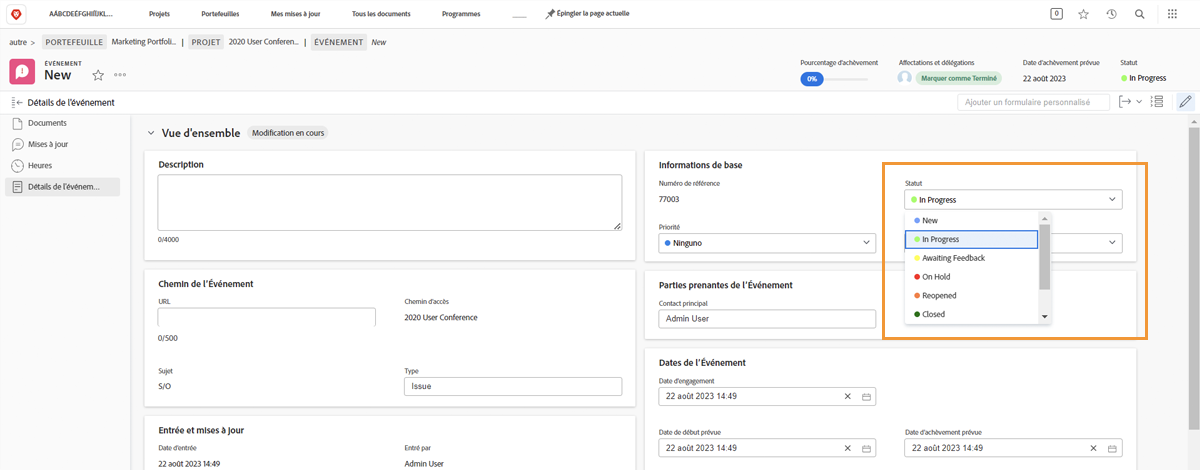 AÁBCDEÉFGHIÍÏJKL... Projets Portefeuilles Mes mises à jour Tous les documents Programmes Épingler la page actuelle 0
autre > PORTEFEUILLE Marketing Portfoli... | PROJET 2020 User Conferen... | ÉVÉNEMENT New
ÉVÉNEMENT
New
Pourcentage d'achèvement Affectations et délégations Date d'achèvement prévue Statut
0% Marquer comme Terminé 22 août 2023 In Progress
Détails de l'événement Ajouter un formulaire personnalisé
Documents
Mises à jour
Heures
Détails de l'événem...
Vue d'ensemble Modification en cours
Description
0/4000
Informations de base
Numéro de référence
77003
Statut
In Progress
New
In Progress
Awaiting Feedback
On Hold
Reopened
Closed
Priorité
Ninguno
Chemin de l'Événement
URL
0/500
Chemin d'accès
2020 User Conference
Sujet
S/O
Type
Issue
Parties prenantes de l'Événement
Contact principal
Admin User
Dates de l'Événement
Date d'engagement
22 août 2023 14:49
Date de début prévue
22 août 2023 14:49
Date d'achèvement prévue
22 août 2023 14:49
Entrée et mises à jour
Date d'entrée
22 août 2023 14:49
Entré par
Admin User